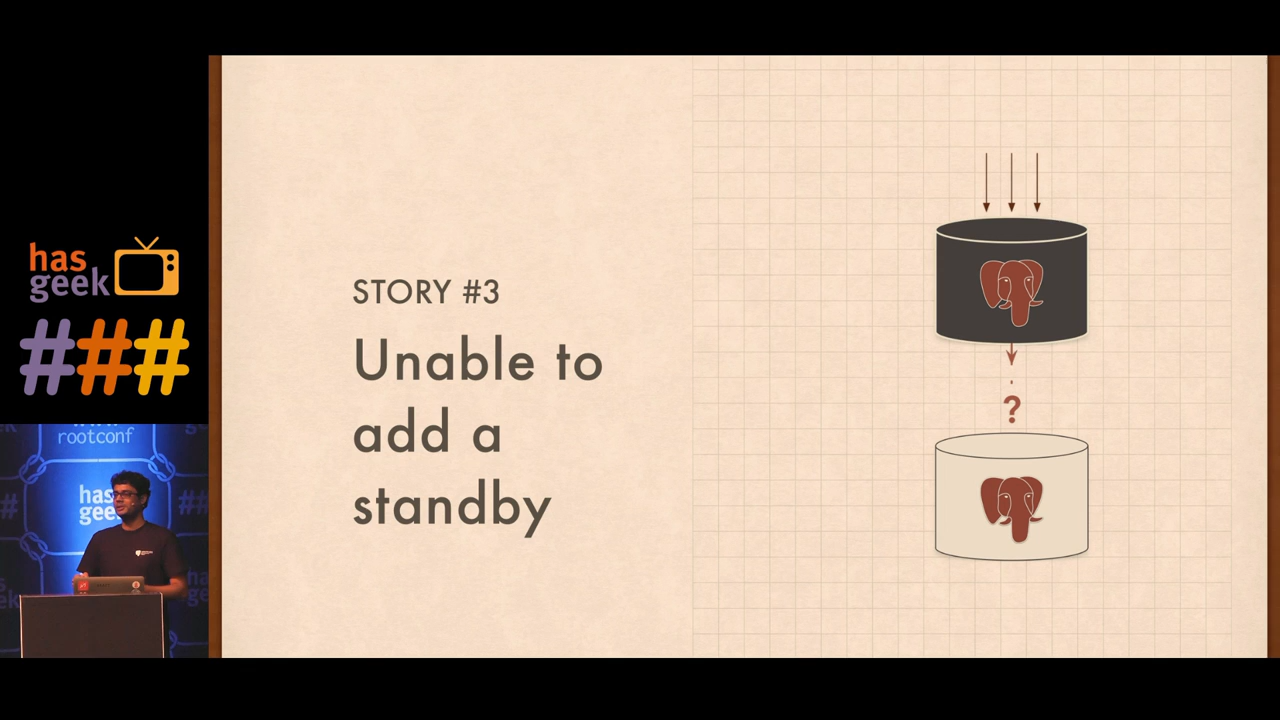 has
geek
###
rootconf
has
geek
##
STORY #3
Unable to
add a
standby
?